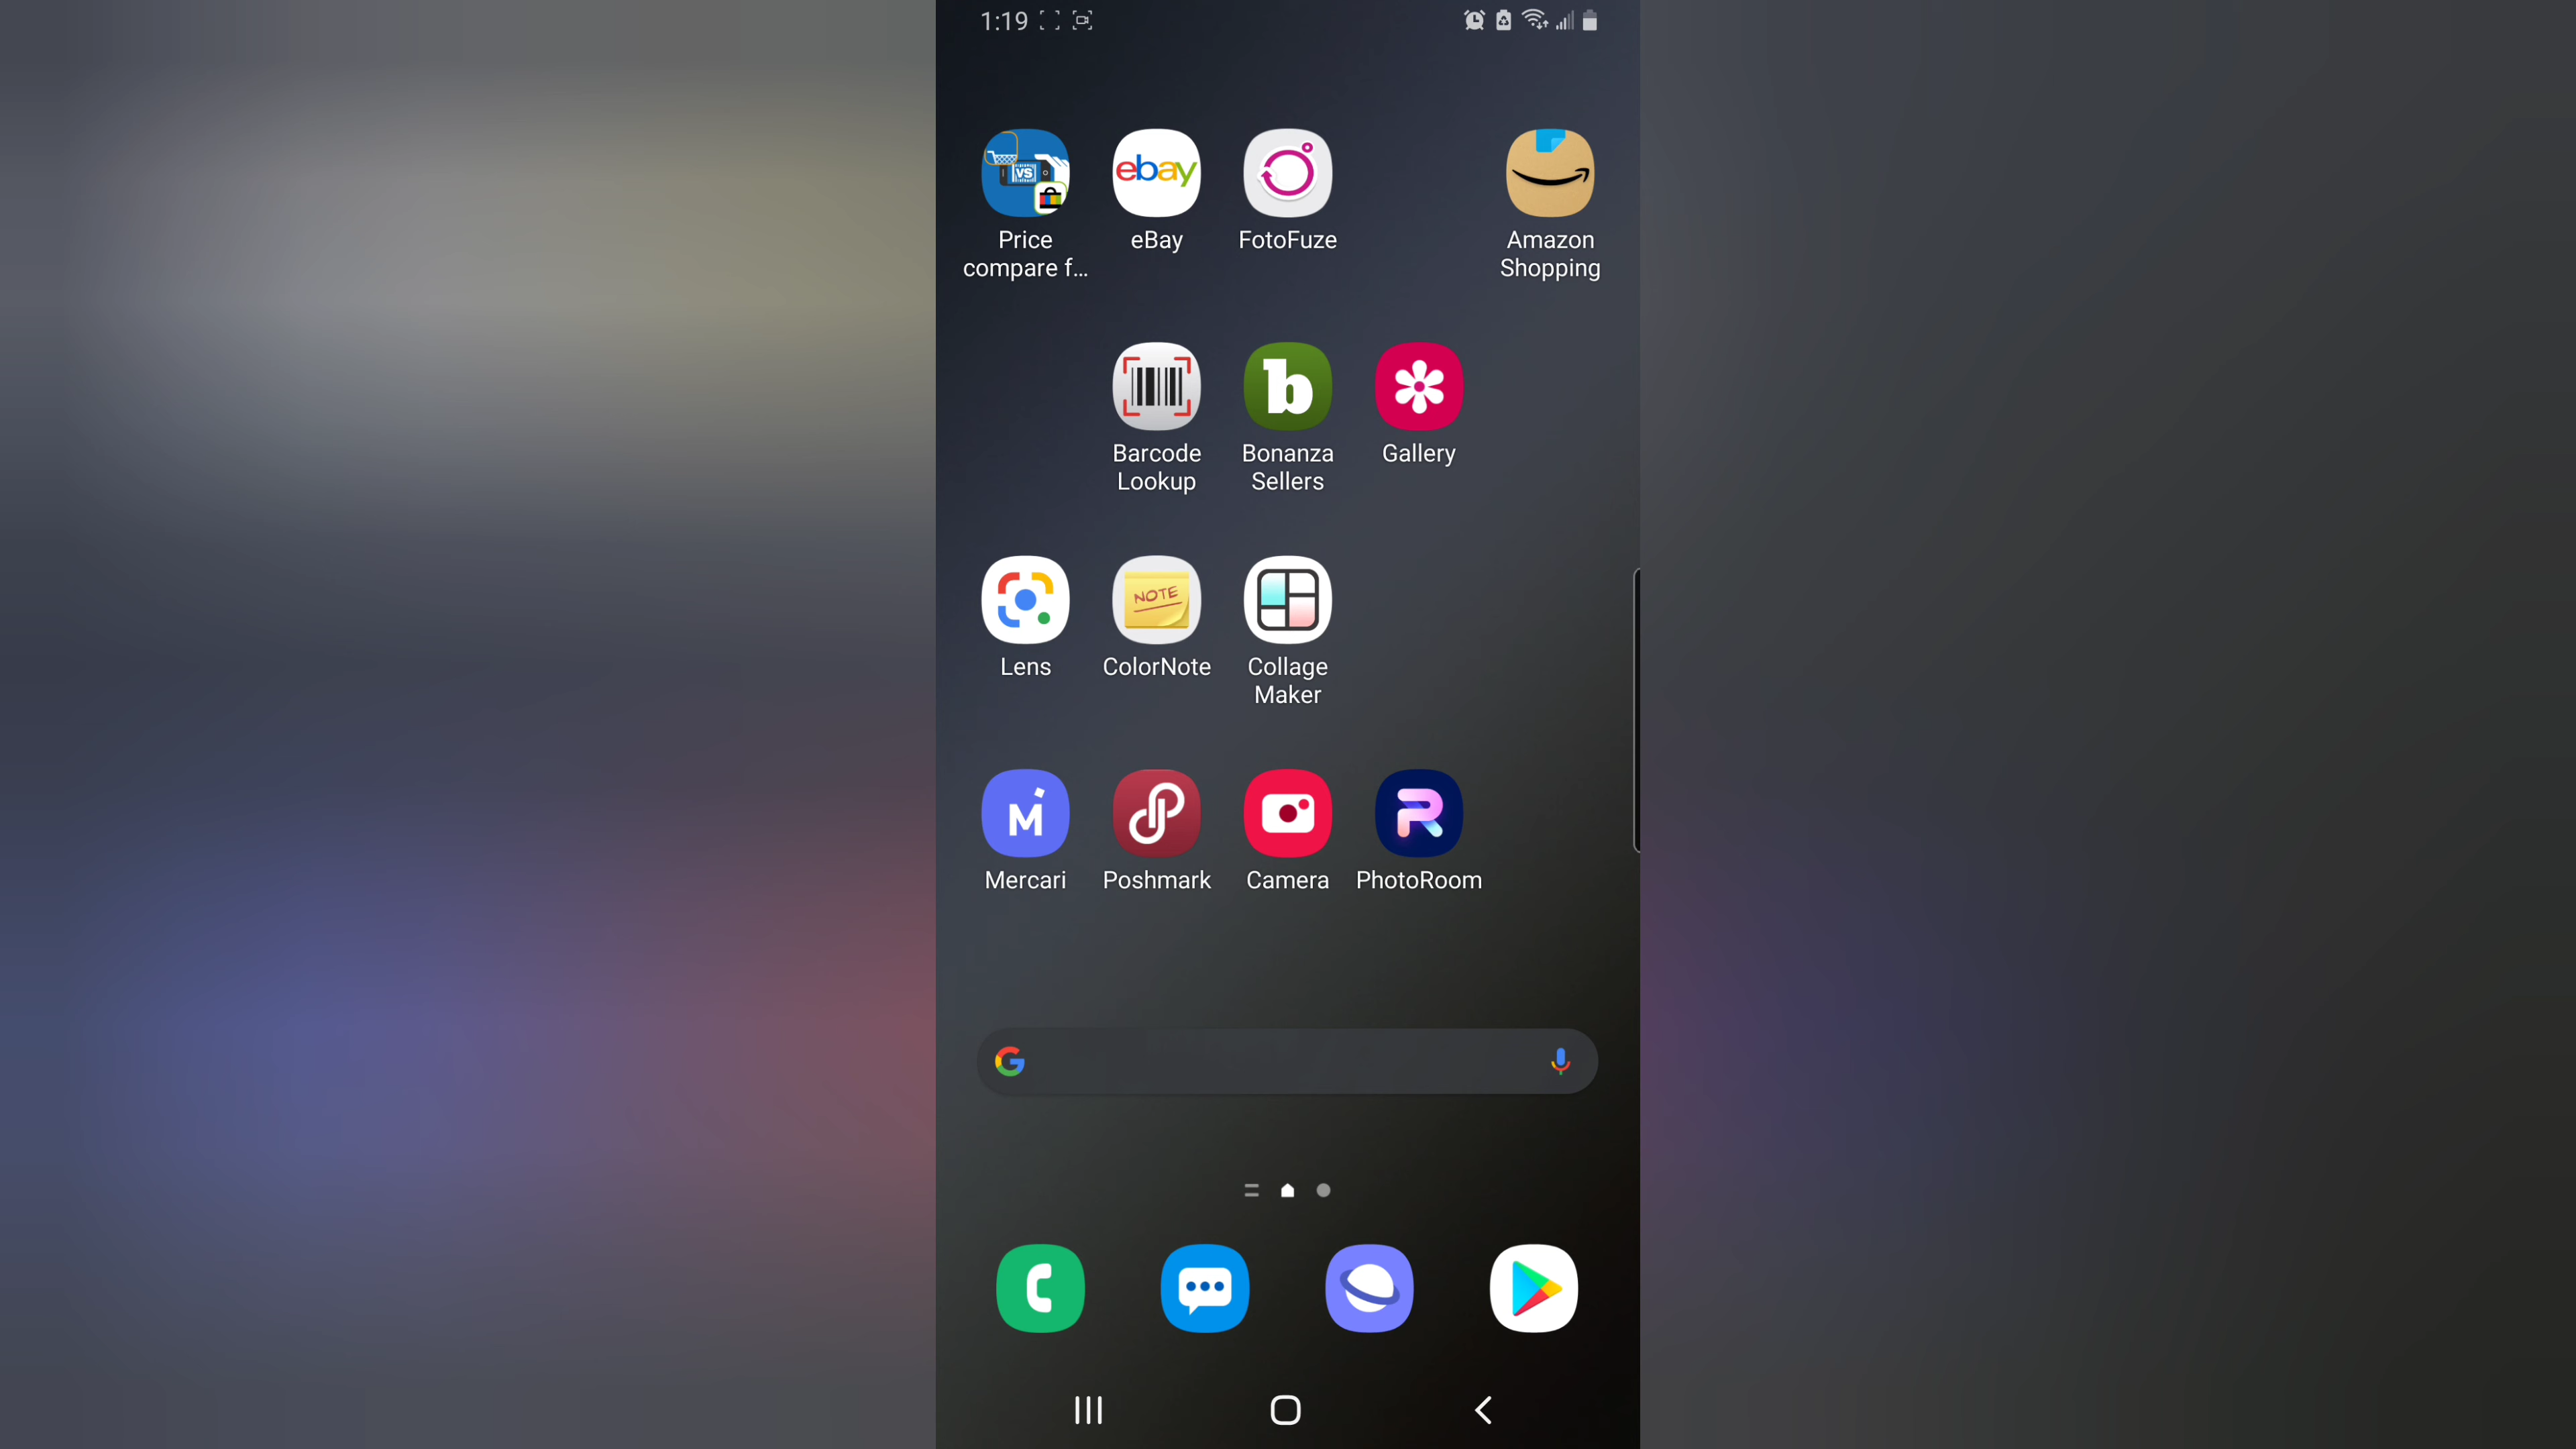 1:19
VS
ebay
Price
compare f...
eBay
FotoFuze
Amazon
Shopping
b
Barcode
Lookup
Bonanza
Sellers
Gallery
NOTE
Lens
ColorNote
Collage
Maker
M
R
Mercari
Poshmark
Camera
PhotoRoom
G